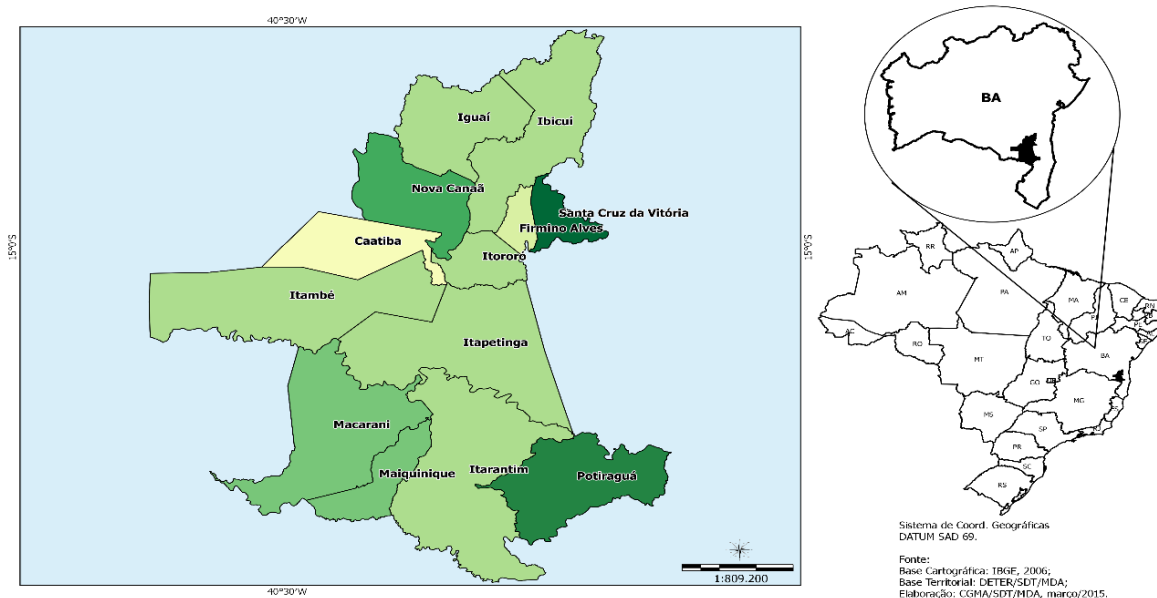 40°30'W
15°0'S
Iguaí
Ibicui
Nova Canaã
Santa Cruz da Vitória
Firmino Alves
Caatiba
Itororó
Itambé
Itapetinga
Macarani
Maiquinique
Itarantim
Potiraguá
1:809.200
40°30'W
15°0'S
BA
RR
AP
AM
PA
MA
CE
RN
PE
AC
RO
TO
MT
BA
GO
MG
MS
SP
PR
SC
RS
Sistema de Coord. Geográficas
DATUM SAD 69.
Fonte:
Base Cartográfica: IBGE, 2006;
Base Territorial: DETER/SDT/MDA;
Elaboração: CGMA/SDT/MDA, março/2015.